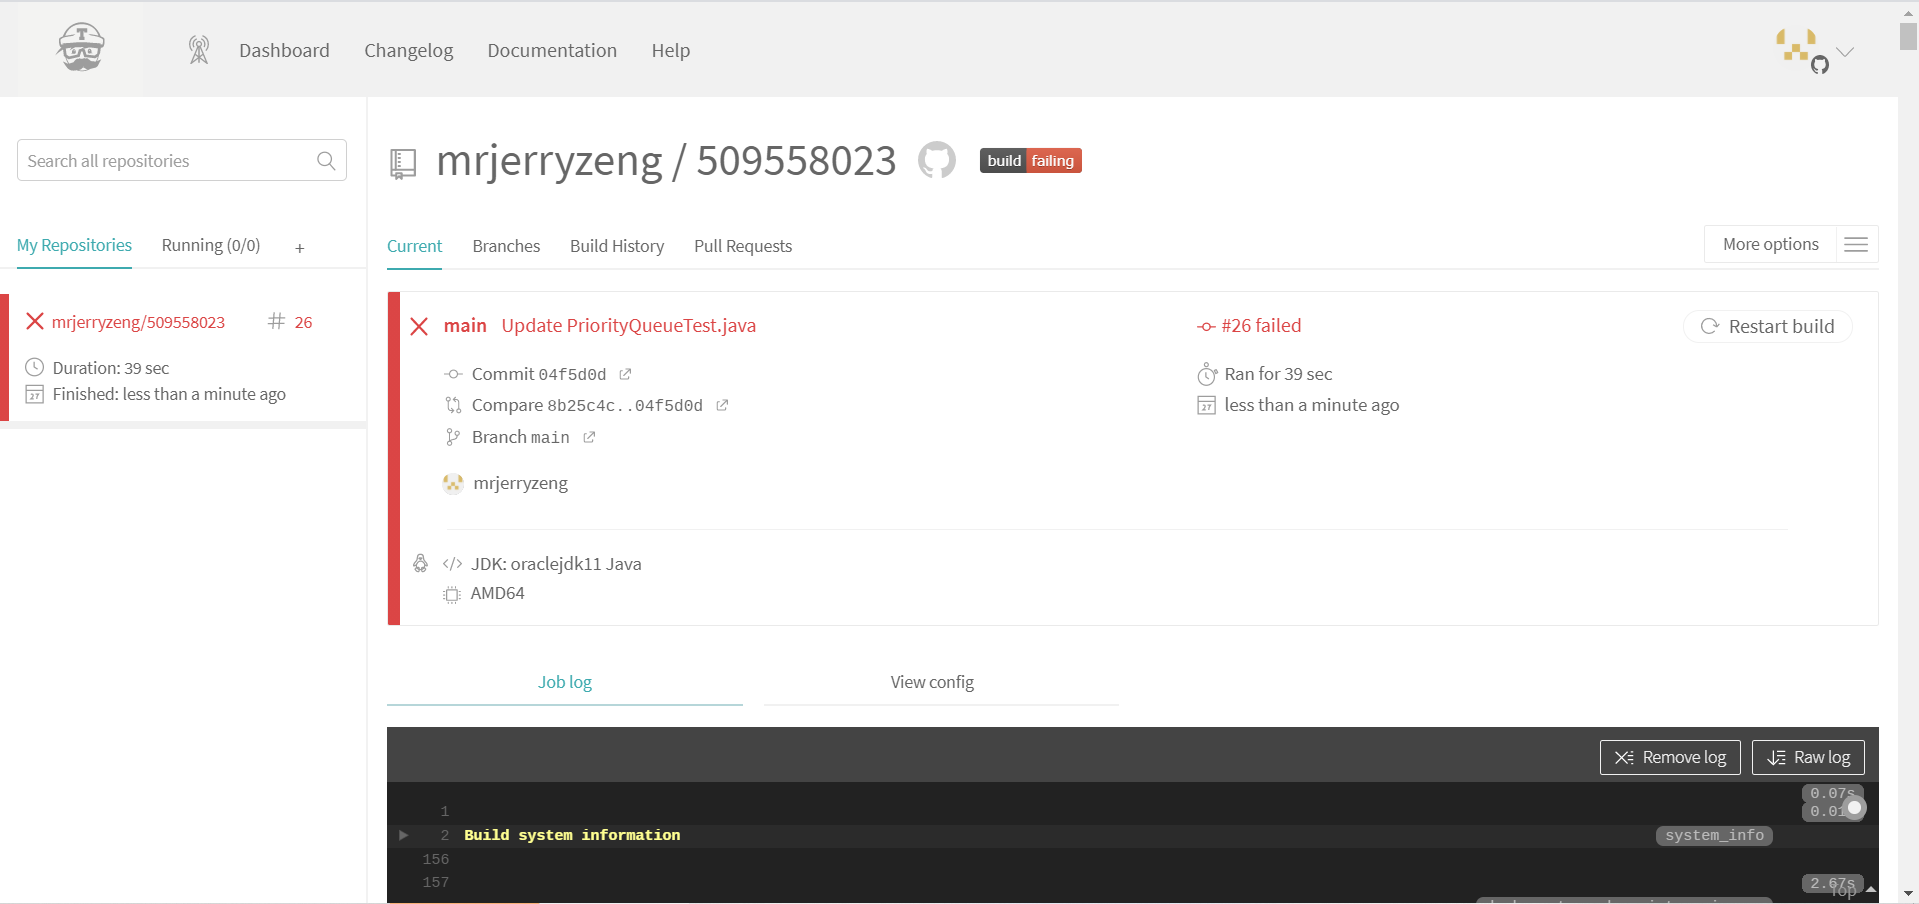 Dashboard Changelog Documentation Help
Search all repositories
mrjerryzeng / 509558023 build failing
My Repositories Running (0/0) +
Current Branches Build History Pull Requests More options
mrjerryzeng/509558023 # 26
Duration: 39 sec
Finished: less than a minute ago
main Update PriorityQueueTest.java #26 failed Restart build
Commit 04f5d0d Ran for 39 sec
Compare 8b25c4c..04f5d0d less than a minute ago
Branch main
mrjerryzeng
JDK: oraclejdk11 Java
AMD64
Job log View config
Remove log Raw log
0.07s
1
2 Build system information system_info
156
157 2.67s
Top